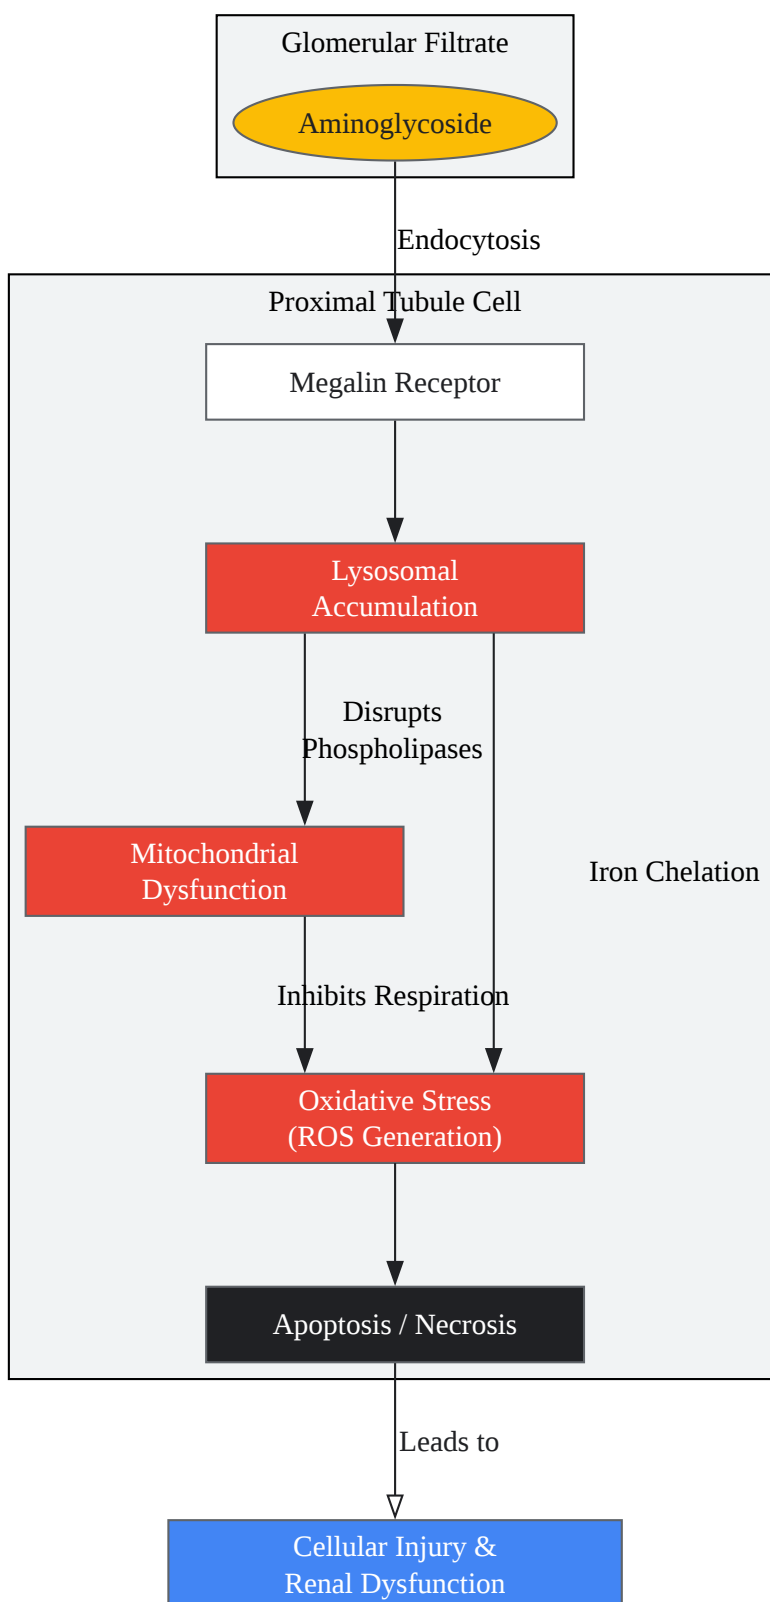 Glomerular Filtrate
Aminoglycoside
Endocytosis
Proximal Tubule Cell
Megalin Receptor
Lysosomal
Accumulation
Disrupts
Phospholipases
Mitochondrial
Dysfunction
Iron Chelation
Inhibits Respiration
Oxidative Stress
(ROS Generation)
Apoptosis / Necrosis
Leads to
Cellular Injury &
Renal Dysfunction